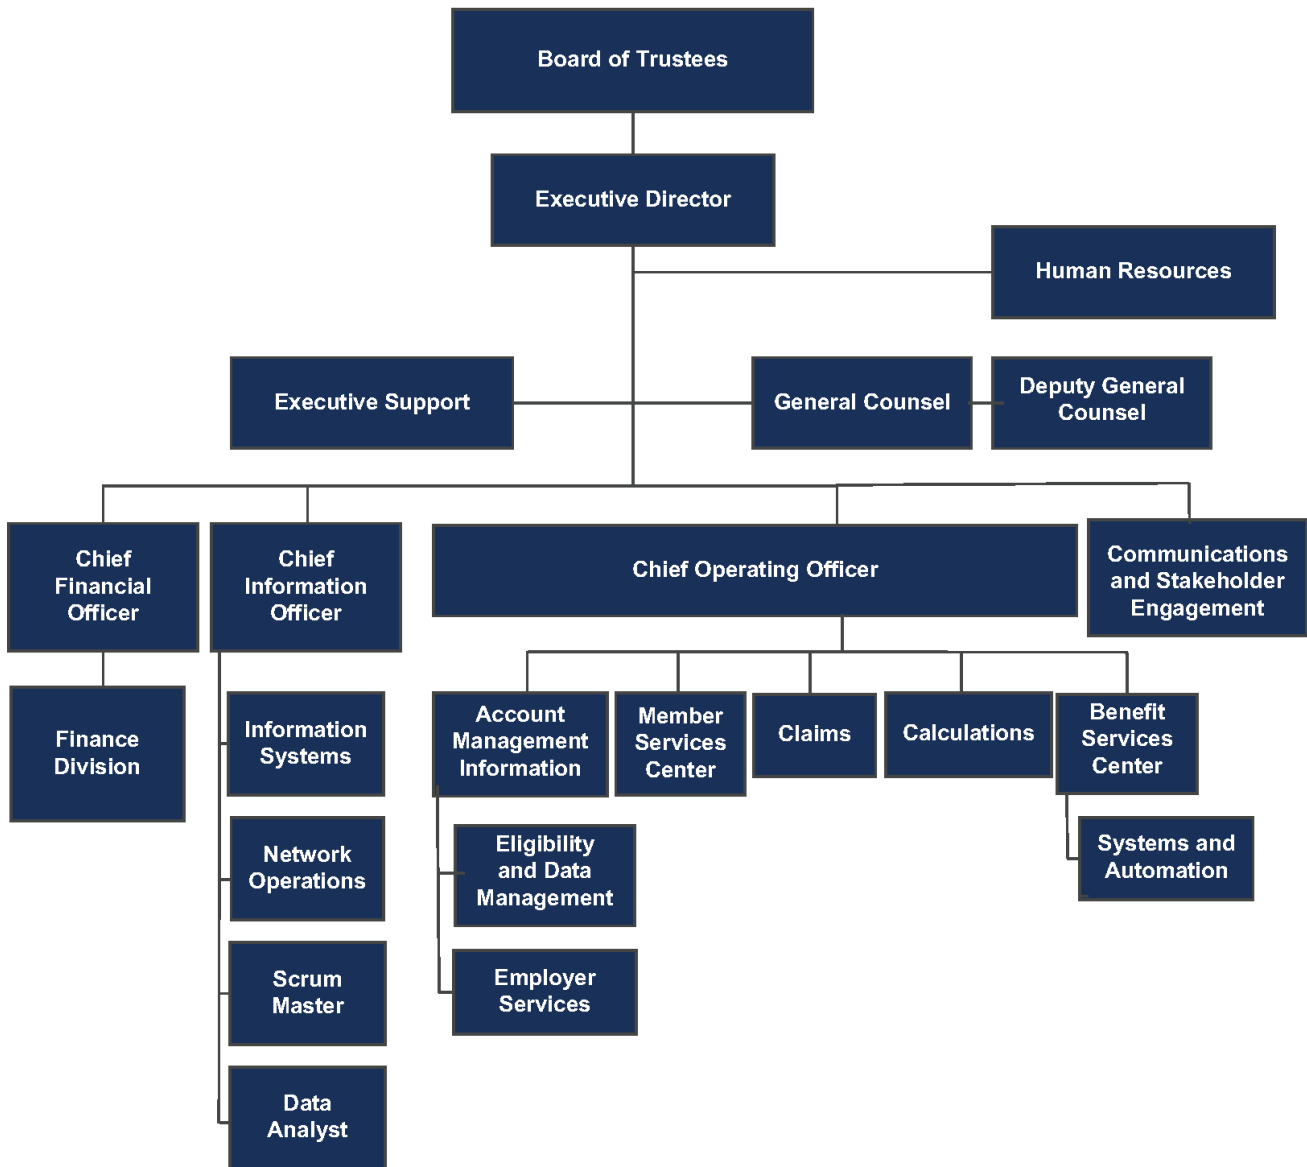 Board of Trustees
Executive Director
Human Resources
Executive Support
General Counsel
Deputy General
Counsel
Chief
Financial
Officer
Chief
Information
Officer
Chief Operating Officer
Communications
and Stakeholder
Engagement
Finance
Division
Information
Systems
Network
Operations
Scrum
Master
Data
Analyst
Account
Management
Information
Member
Services
Center
Claims
Calculations
Benefit
Services
Center
Eligibility
and Data
Management
Employer
Services
Systems and
Automation